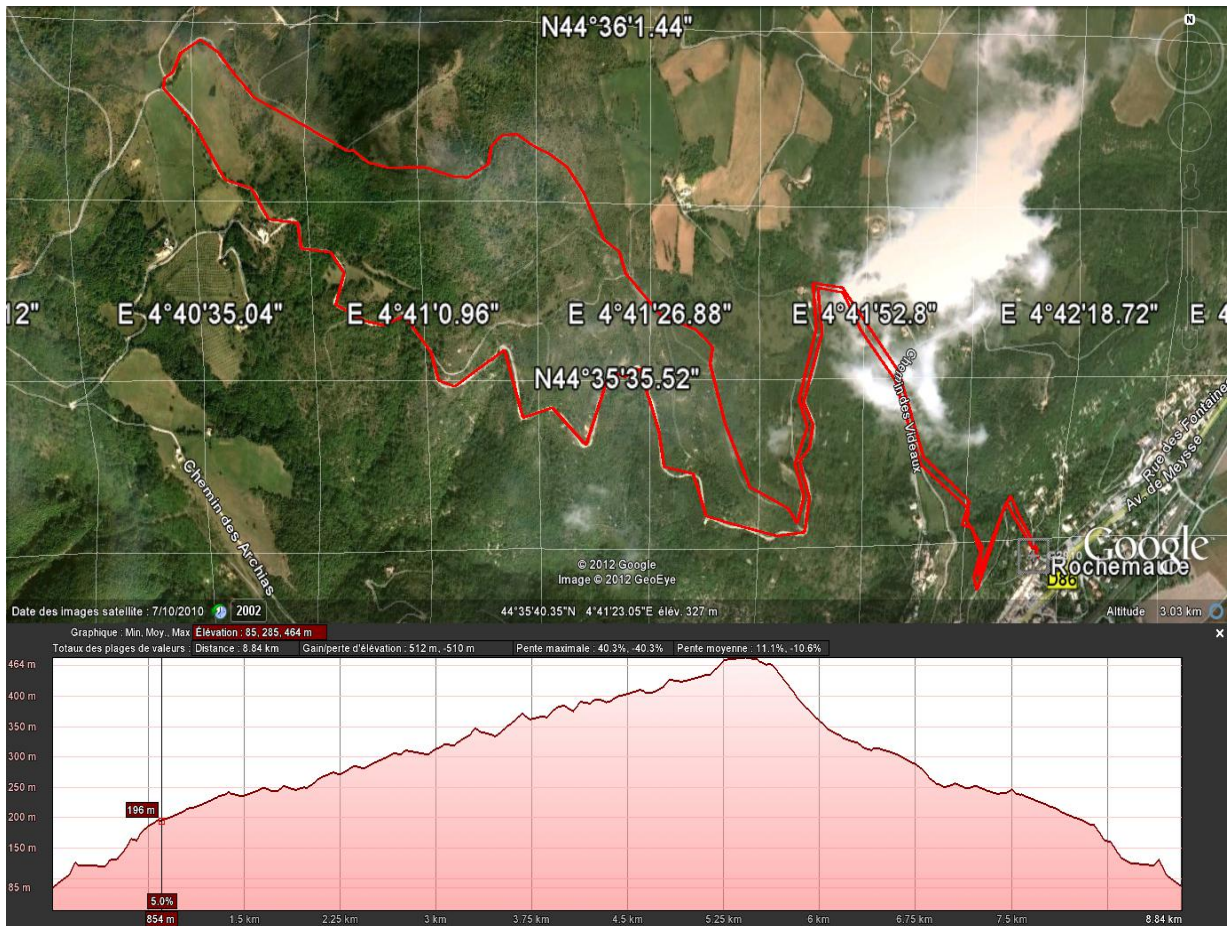 N44°36'1.44"
N
12" E 4°40'35.04" E 4°41'0.96" E 4°41'26.88" E 4°41'52.8" E 4°42'18.72" E 4
N44°35'35.52"
Chemin des Videaux
Rue des Fontaine
Av. de Meysse
Chemin des Archias
Google
Rochemaure
D86
© 2012 Google
Image © 2012 GeoEye
Date des images satellite : 7/10/2010 2002 44°35'40.35"N 4°41'23.05"E élév. 327 m Altitude 3.03 km
Graphique : Min, Moy., Max Élévation : 85, 285, 464 m
Totaux des plages de valeurs : Distance : 8.84 km Gain/perte d'élévation : 512 m, -510 m Pente maximale : 40.3%, -40.3% Pente moyenne : 11.1%, -10.6%
464 m
400 m
350 m
300 m
250 m
200 m
150 m
85 m
196 m
5.0%
854 m 1.5 km 2.25 km 3 km 3.75 km 4.5 km 5.25 km 6 km 6.75 km 7.5 km 8.84 km